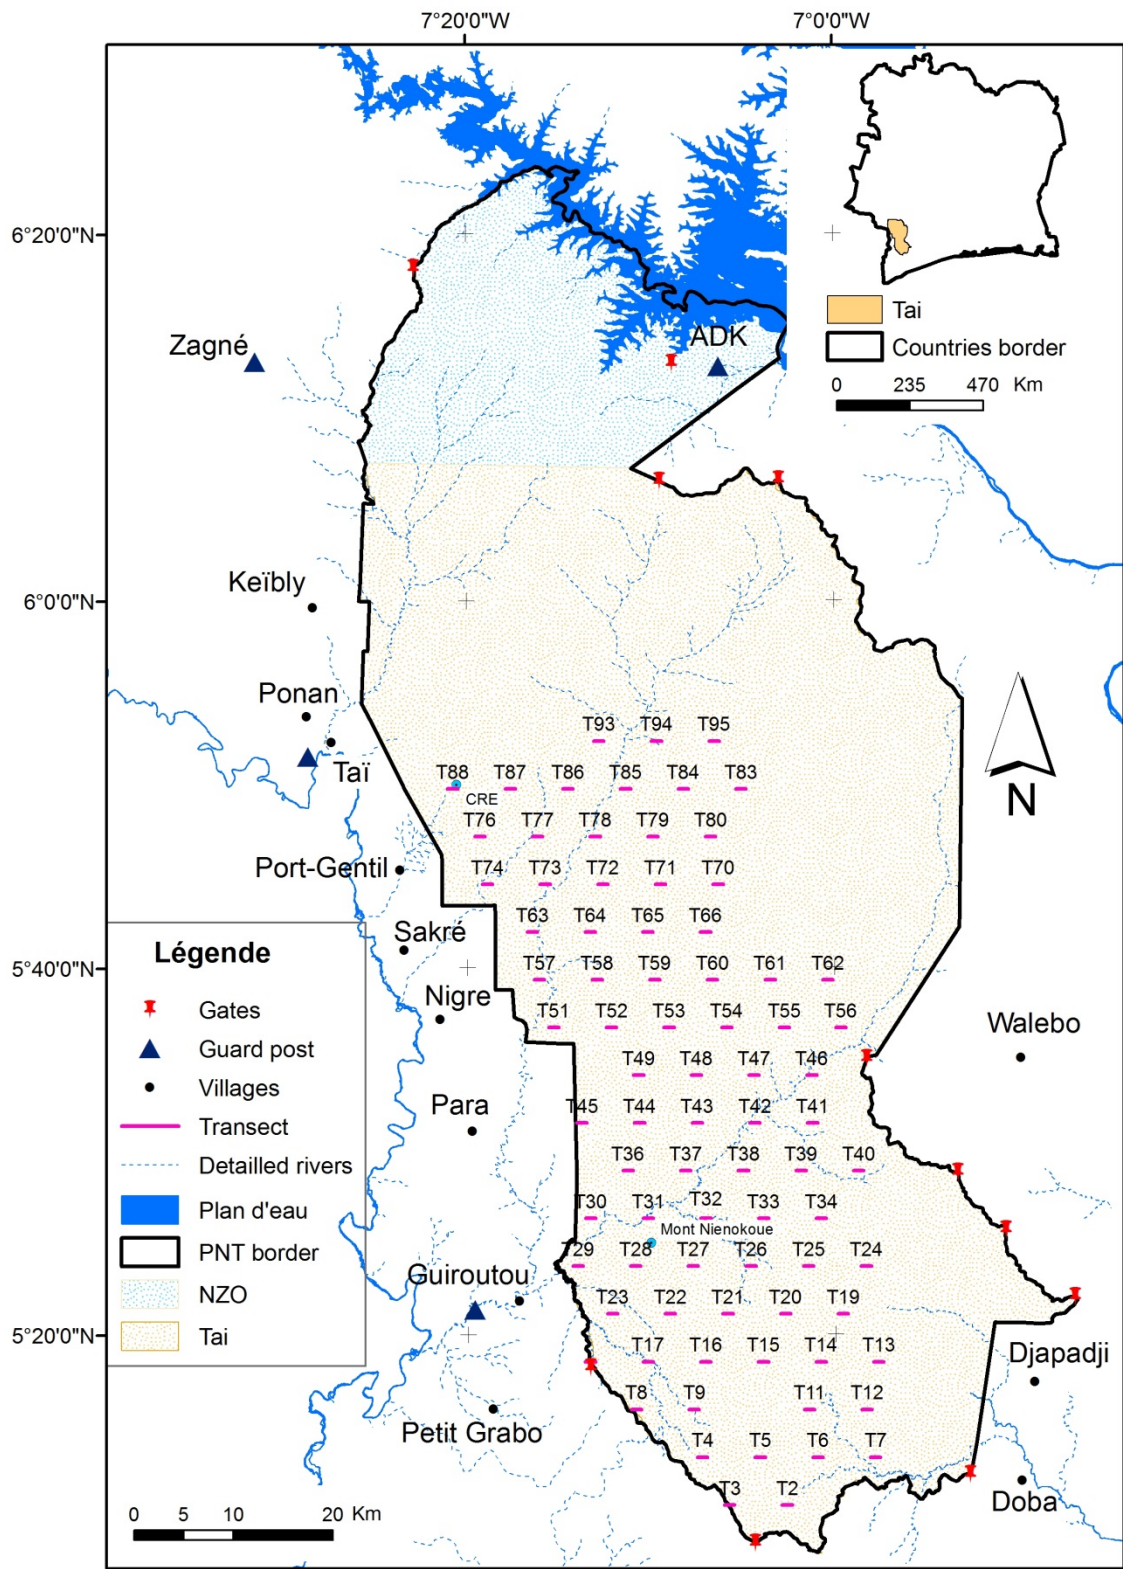 7°20'0"W 7°0'0"W
6°20'0"N
Zagné
ADK
Tai
Countries border
0 235 470 Km
Keïbly
6°0'0"N
Ponan
Taï
T93 T94 T95
T88 T87 T86 T85 T84 T83
CRE
T76 T77 T78 T79 T80
N
Port-Gentil
T74 T73 T72 T71 T70
Sakré
T63 T64 T65 T66
5°40'0"N
T57 T58 T59 T60 T61 T62
Nigre
T51 T52 T53 T54 T55 T56
Walebo
T49 T48 T47 T46
Para
T45 T44 T43 T42 T41
T36 T37 T38 T39 T40
T30 T31 T32 T33 T34
Mont Nienokoue
T29 T28 T27 T26 T25 T24
Guiroutou
T23 T22 T21 T20 T19
5°20'0"N
T17 T16 T15 T14 T13
Djapadji
T8 T9 T11 T12
Petit Grabo
T4 T5 T6 T7
T3 T2
Doba
Légende
Gates
Guard post
Villages
Transect
Detailled rivers
Plan d'eau
PNT border
NZO
Tai
0 5 10 20 Km